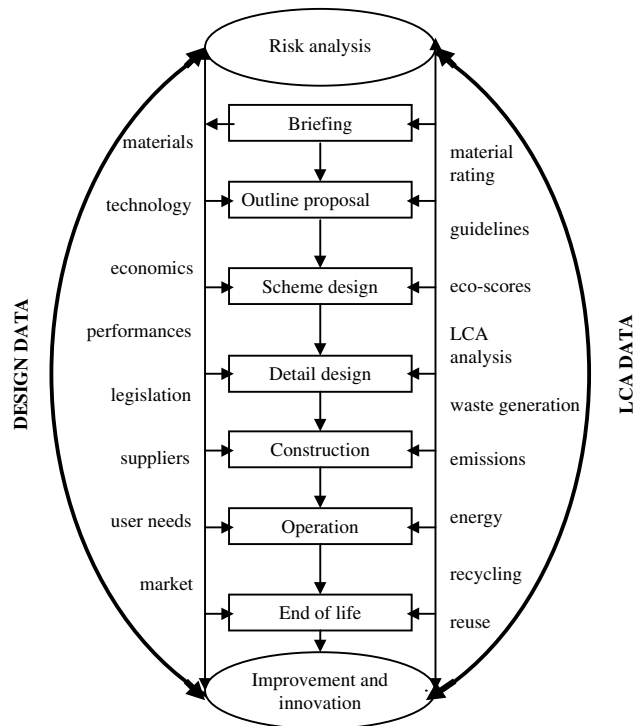 Risk analysis
Briefing
Outline proposal
Scheme design
Detail design
Construction
Operation
End of life
Improvement and
innovation
DESIGN DATA
materials
technology
economics
performances
legislation
suppliers
user needs
market
material
rating
guidelines
eco-scores
LCA
analysis
waste generation
emissions
energy
recycling
reuse
LCA DATA